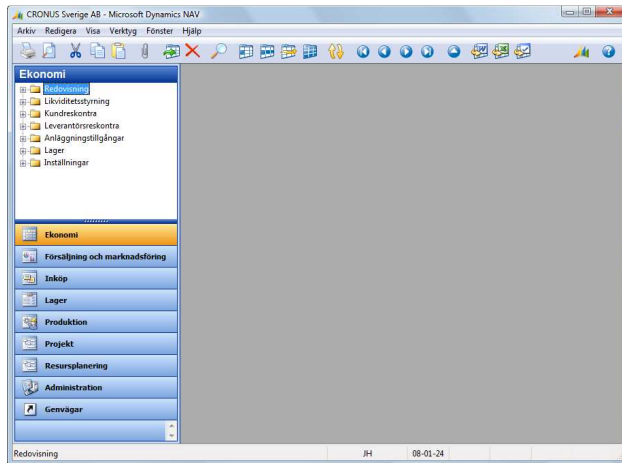 CRONUS Sverige AB - Microsoft Dynamics NAV
Arkiv Redigera Visa Verktyg Fönster Hjälp
Ekonomi
Redovisning
Likviditetsstyrning
Kundreskontra
Leverantörsreskontra
Anläggningstillgångar
Lager
Inställningar
Ekonomi
Försäljning och marknadsföring
Inköp
Lager
Produktion
Projekt
Resursplanering
Administration
Genvägar
Redovisning JH 08-01-24